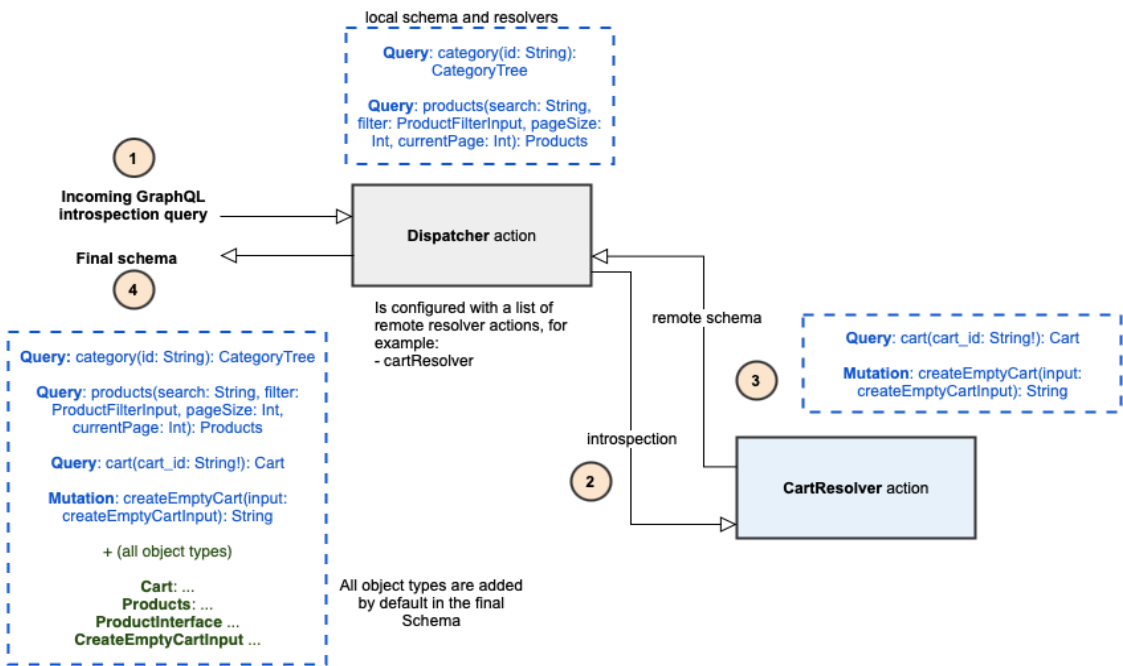 local schema and resolvers
Query: category(id: String):
CategoryTree
Query: products(search: String,
filter: ProductFilterInput, pageSize:
Int, currentPage: Int): Products
1
Incoming GraphQL
introspection query
Dispatcher action
Final schema
4
Is configured with a list of
remote resolver actions, for
example:
- cartResolver
remote schema
Query: cart(cart_id: String!): Cart
Mutation: createEmptyCart(input:
createEmptyCartInput): String
3
introspection
2
CartResolver action
Query: category(id: String): CategoryTree
Query: products(search: String, filter:
ProductFilterInput, pageSize: Int,
currentPage: Int): Products
Query: cart(cart_id: String!): Cart
Mutation: createEmptyCart(input:
createEmptyCartInput): String
+ (all object types)
Cart: ...
Products: ...
ProductInterface ...
CreateEmptyCartInput ...
All object types are added
by default in the final
Schema